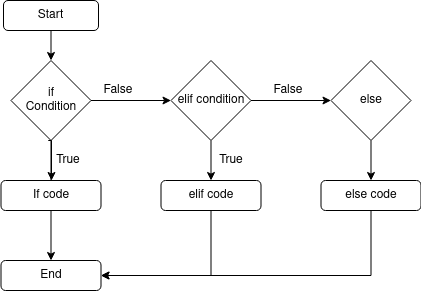 Start
if
Condition
False
elif condition
False
else
True
True
If code
elif code
else code
End